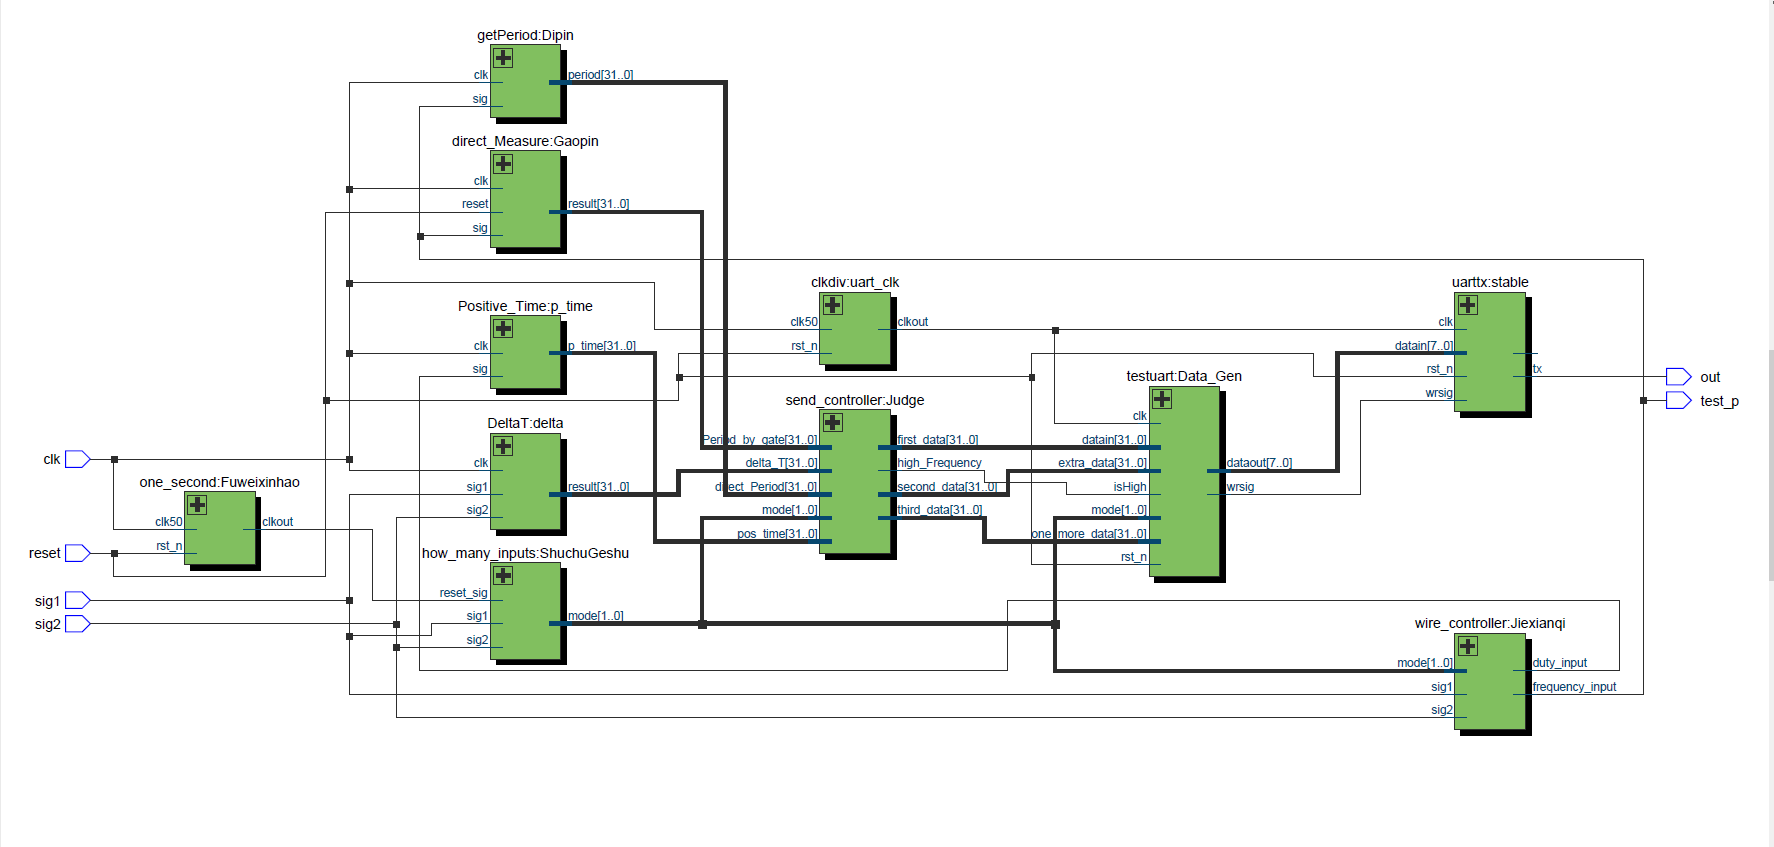 getPeriod:Dipin
clk
sig
period[31..0]
direct_Measure:Gaopin
clk
reset
sig
result[31..0]
Positive_Time:p_time
clk
sig
p_time[31..0]
DeltaT:delta
clk
sig1
sig2
result[31..0]
how_many_inputs:ShuchuGeshu
reset_sig
sig1
sig2
mode[1..0]
clk
one_second:Fuweixinhao
clk50
rst_n
clkout
reset
sig1
sig2
clkdiv:uart_clk
clk50
rst_n
clkout
send_controller:Judge
Period_by_gate[31..0]
delta_T[31..0]
direct_Period[31..0]
mode[1..0]
pos_time[31..0]
first_data[31..0]
high_Frequency
second_data[31..0]
third_data[31..0]
testuart:Data_Gen
clk
datain[31..0]
extra_data[31..0]
isHigh
mode[1..0]
one_more_data[31..0]
rst_n
dataout[7..0]
wrsig
uarttx:stable
clk
datain[7..0]
rst_n
wrsig
tx
out
test_p
wire_controller:Jiexianqi
mode[1..0]
sig1
sig2
duty_input
frequency_input